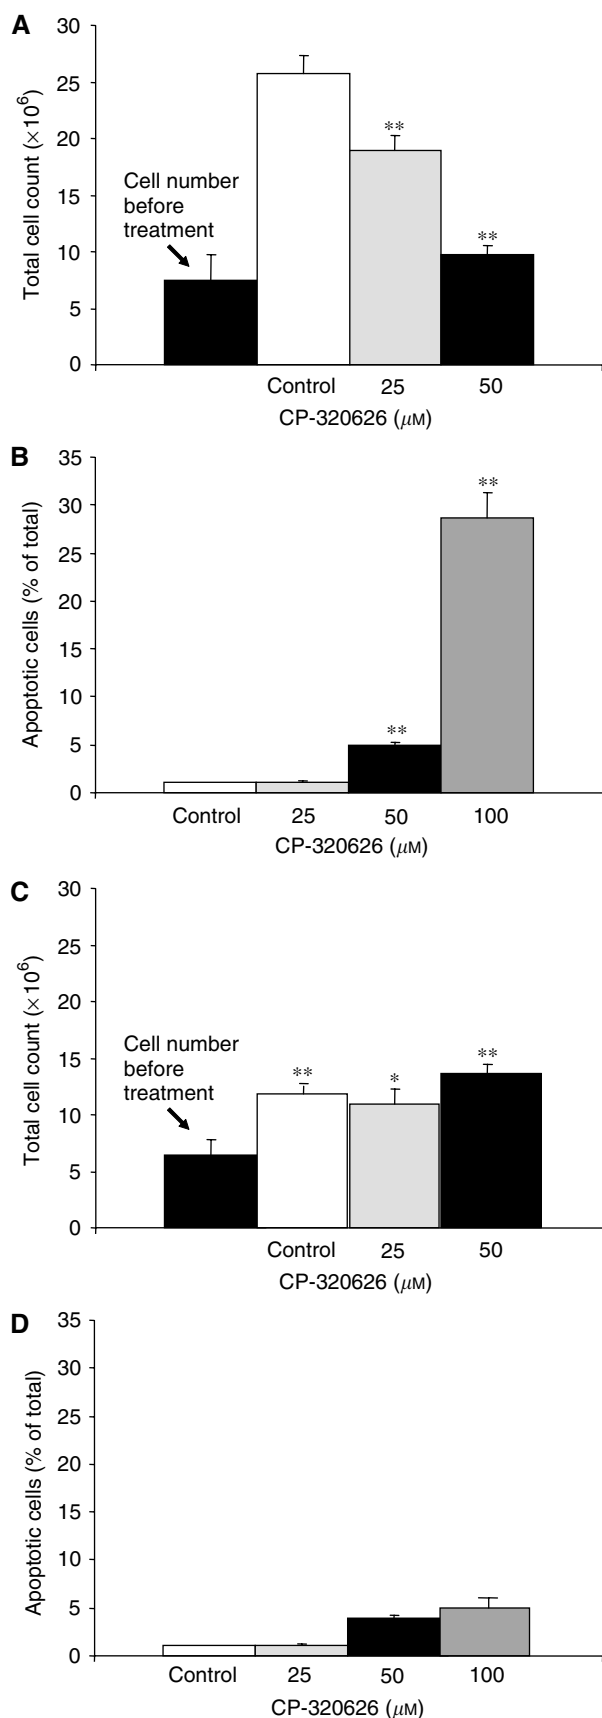 A
Total cell count (×10⁶)
30
25
20
15
10
5
0
Cell number
before
treatment
**
**
Control 25 50
CP-320626 (μM)
B
Apoptotic cells (% of total)
35
30
25
20
15
10
5
0
**
**
Control 25 50 100
CP-320626 (μM)
C
Total cell count (×10⁶)
30
25
20
15
10
5
0
Cell number
before
treatment
**
*
**
Control 25 50
CP-320626 (μM)
D
Apoptotic cells (% of total)
35
30
25
20
15
10
5
0
Control 25 50 100
CP-320626 (μM)